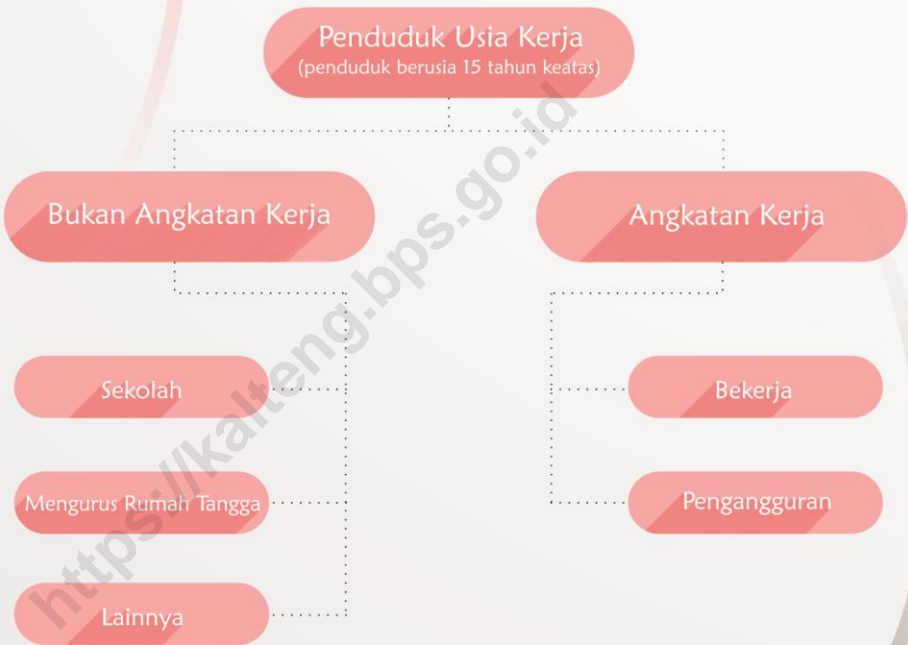 Penduduk Usia Kerja
(penduduk berusia 15 tahun keatas)
Bukan Angkatan Kerja
Angkatan Kerja
Sekolah
Mengurus Rumah Tangga
Lainnya
Bekerja
Pengangguran
https://kalteng.bps.go.id